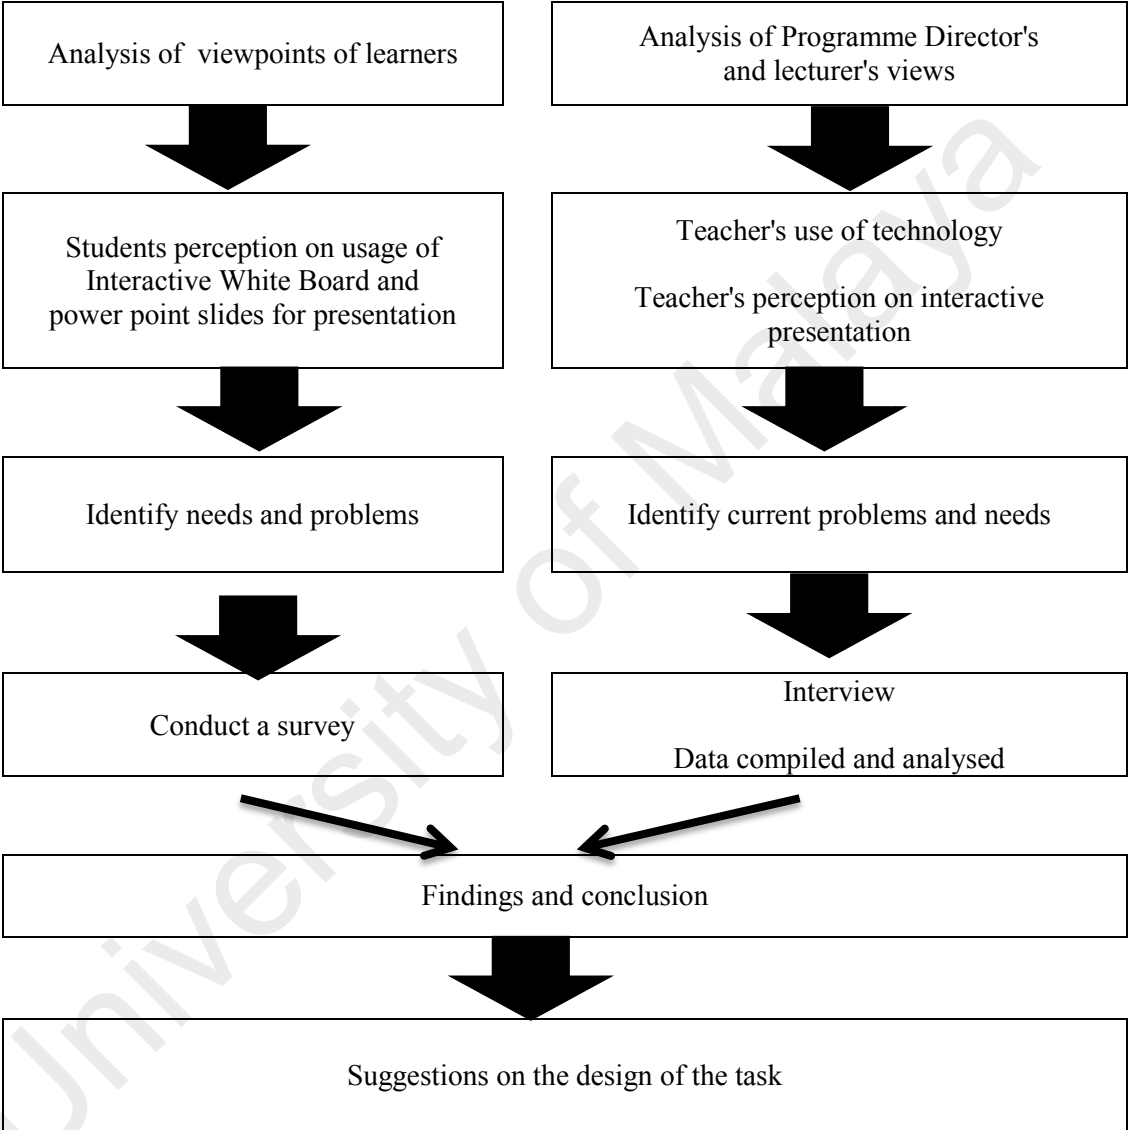 Analysis of  viewpoints of learners
Analysis of Programme Director's
and lecturer's views
Students perception on usage of
Interactive White Board and
power point slides for presentation
Teacher's use of technology
Teacher's perception on interactive
presentation
Identify needs and problems
Identify current problems and needs
Conduct a survey
Interview
Data compiled and analysed
Findings and conclusion
Suggestions on the design of the task
University of Malaya